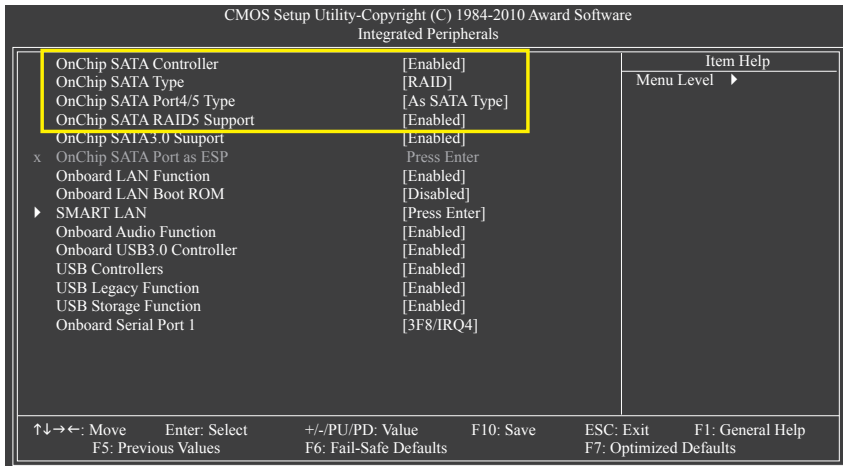 CMOS Setup Utility-Copyright (C) 1984-2010 Award Software
Integrated Peripherals
OnChip SATA Controller [Enabled]
OnChip SATA Type [RAID]
OnChip SATA Port4/5 Type [As SATA Type]
OnChip SATA RAID5 Support [Enabled]
OnChip SATA3.0 Suuport [Enabled]
x OnChip SATA Port as ESP Press Enter
Onboard LAN Function [Enabled]
Onboard LAN Boot ROM [Disabled]
SMART LAN [Press Enter]
Onboard Audio Function [Enabled]
Onboard USB3.0 Controller [Enabled]
USB Controllers [Enabled]
USB Legacy Function [Enabled]
USB Storage Function [Enabled]
Onboard Serial Port 1 [3F8/IRQ4]
Item Help
Menu Level
↑↓→←: Move Enter: Select +/-/PU/PD: Value F10: Save ESC: Exit F1: General Help
F5: Previous Values F6: Fail-Safe Defaults F7: Optimized Defaults